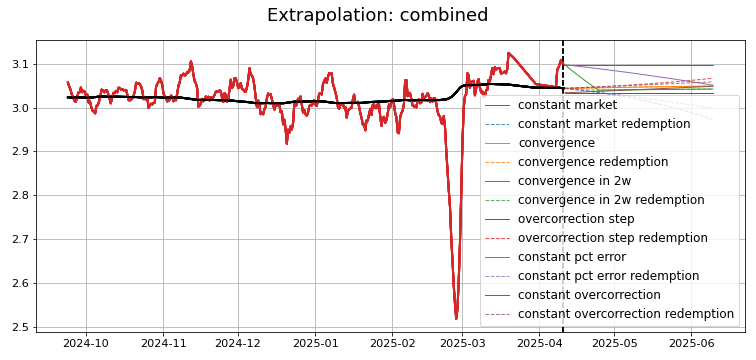 Extrapolation: combined
3.1
3.0
2.9
2.8
2.7
2.6
2.5
constant market
constant market redemption
convergence
convergence redemption
convergence in 2w
convergence in 2w redemption
overcorrection step
overcorrection step redemption
constant pct error
constant pct error redemption
constant overcorrection
constant overcorrection redemption
2024-10 2024-11 2024-12 2025-01 2025-02 2025-03 2025-04 2025-05 2025-06